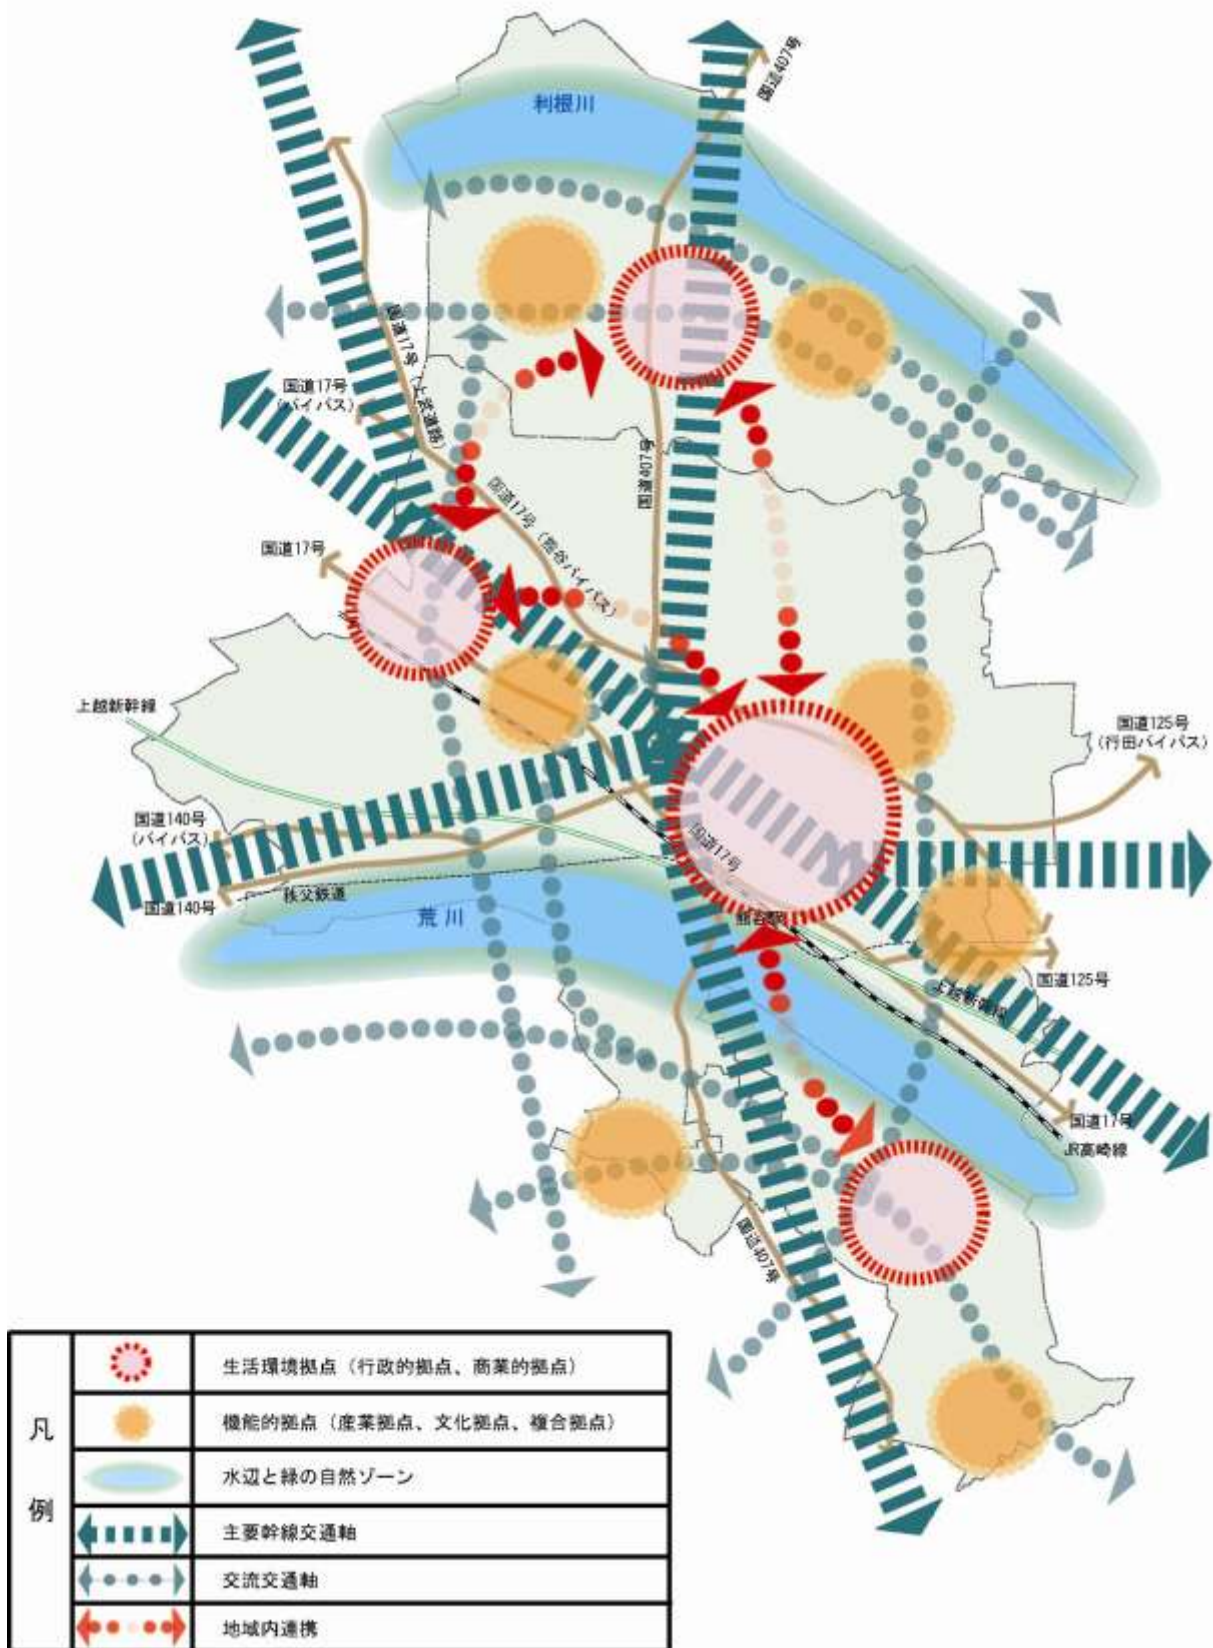 利根川
国道407号
国道17号（上武道路）
国道17号
（バイパス）
国道407号
国道17号（熊谷バイパス）
国道17号
上越新幹線
国道125号
（行田バイパス）
国道140号
（バイパス）
国道17号
秩父鉄道
国道140号
荒川
熊谷駅
国道125号
上越新幹線
国道17号
JR高崎線
国道407号
凡例
生活環境拠点（行政的拠点、商業的拠点）
機能的拠点（産業拠点、文化拠点、複合拠点）
水辺と緑の自然ゾーン
主要幹線交通軸
交流交通軸
地域内連携